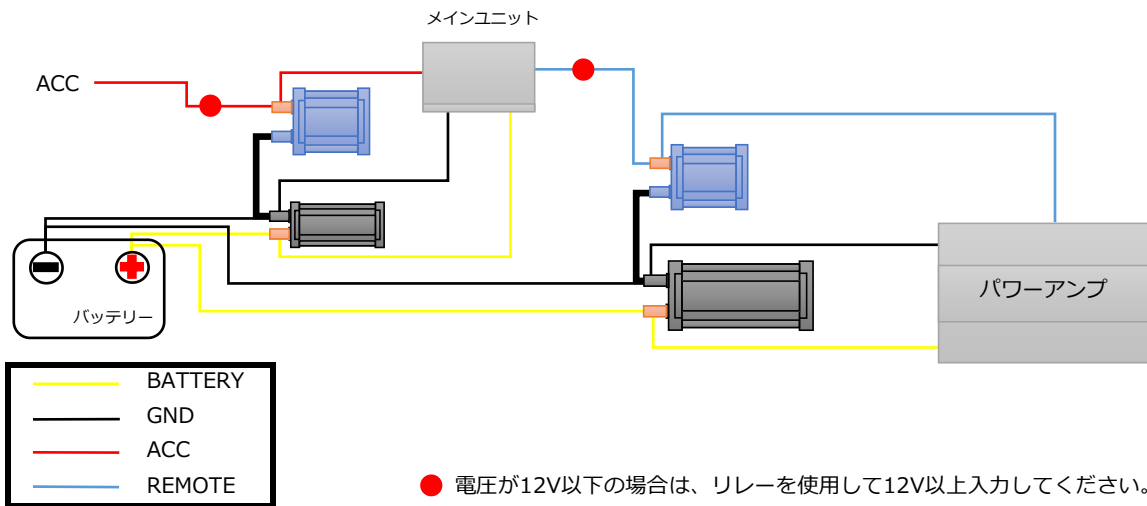 メインユニット
ACC
パワーアンプ
バッテリー
BATTERY
GND
ACC
REMOTE
電圧が12V以下の場合は、リレーを使用して12V以上入力してください。